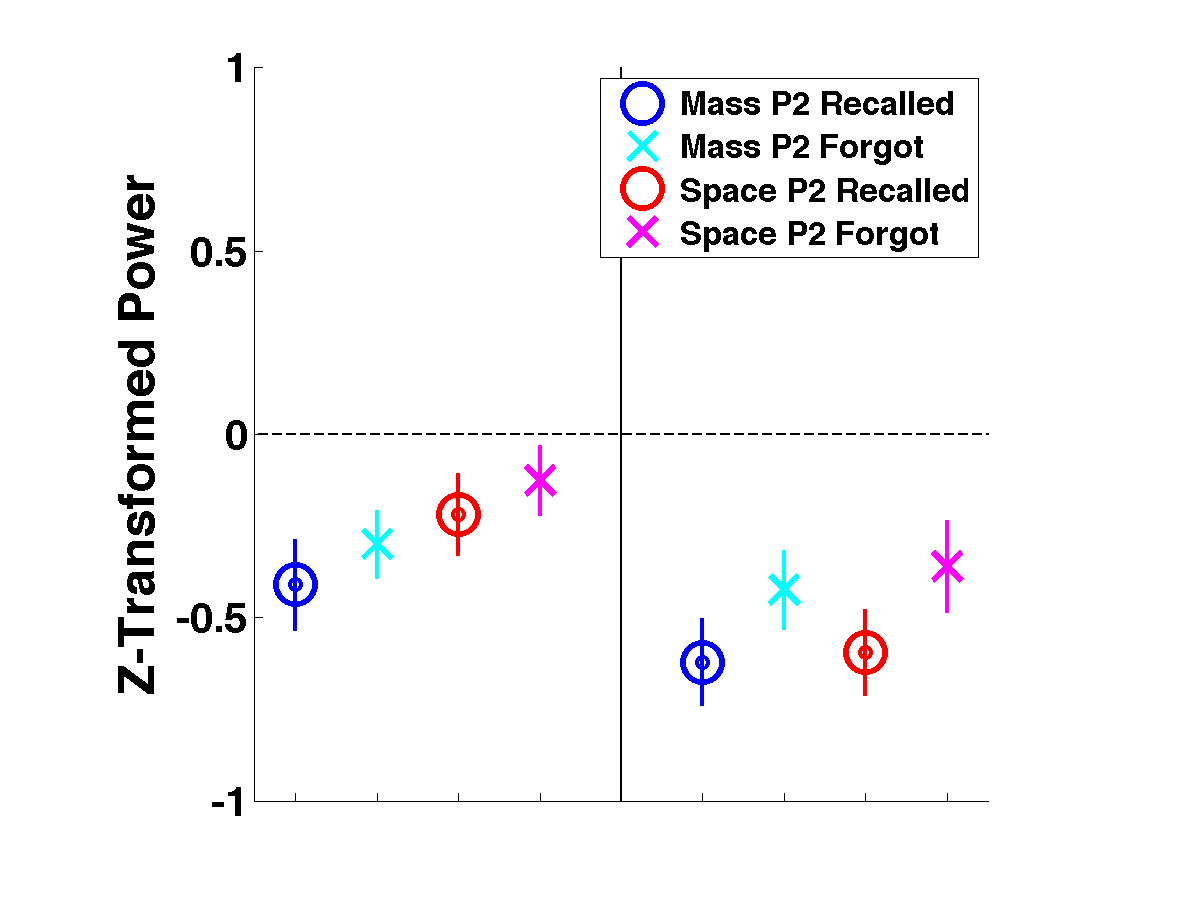 Z-Transformed Power
1
0.5
0
-0.5
-1
Mass P2 Recalled
Mass P2 Forgot
Space P2 Recalled
Space P2 Forgot